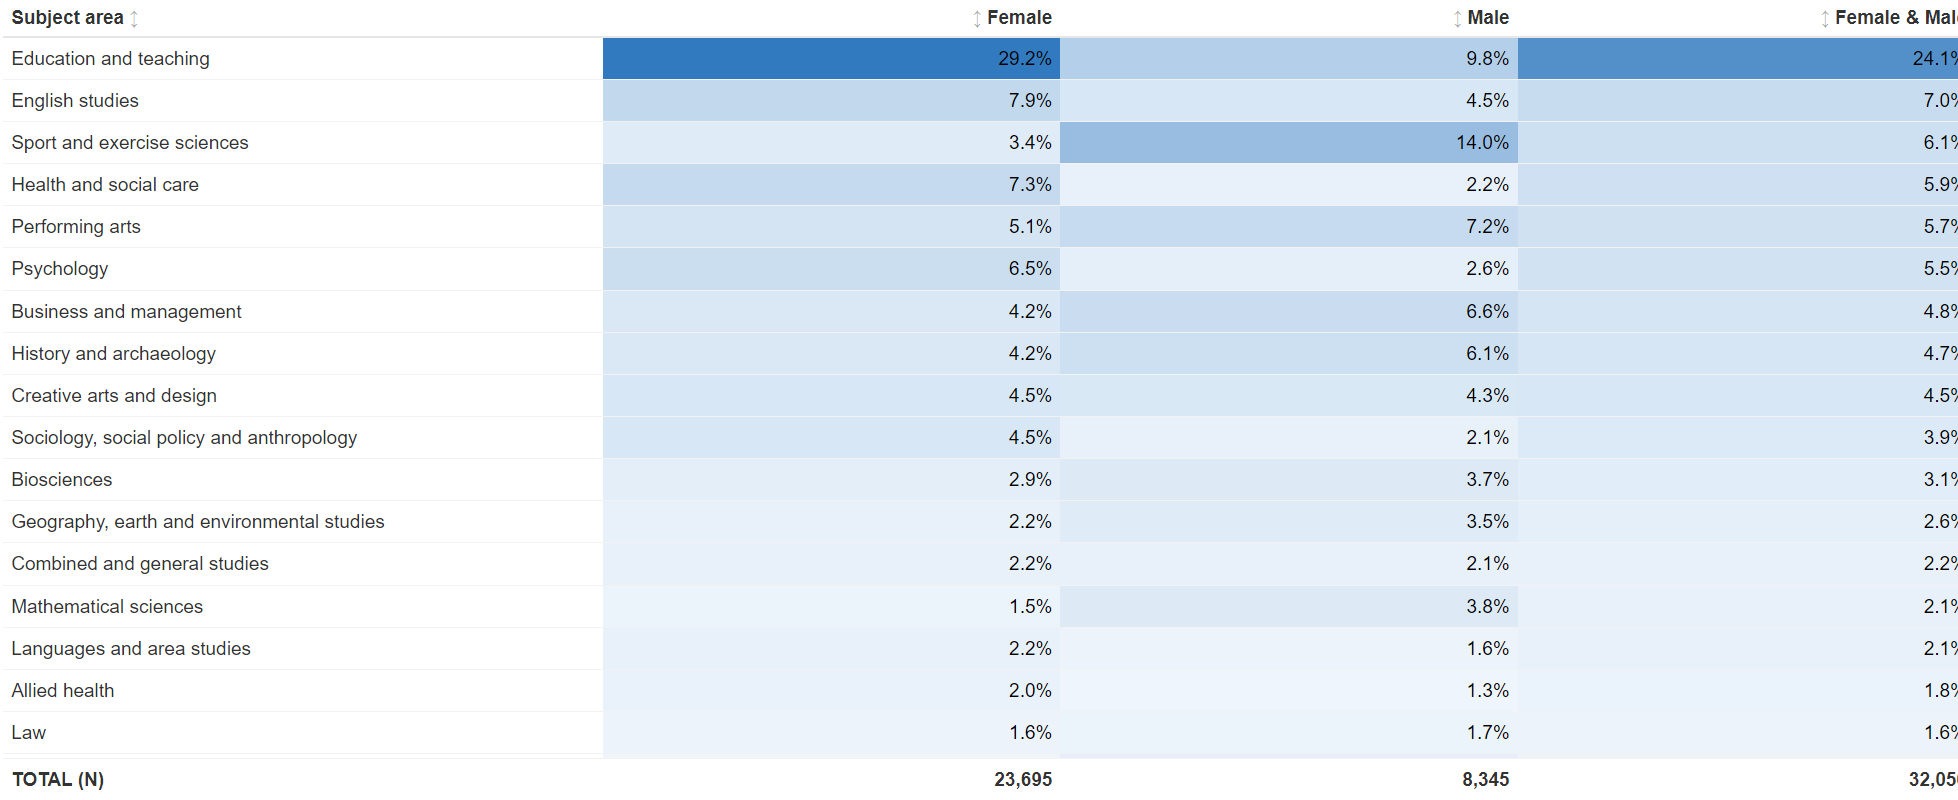 Subject area Female Male Female & Mal
Education and teaching 29.2% 9.8% 24.1%
English studies 7.9% 4.5% 7.0%
Sport and exercise sciences 3.4% 14.0% 6.1%
Health and social care 7.3% 2.2% 5.9%
Performing arts 5.1% 7.2% 5.7%
Psychology 6.5% 2.6% 5.5%
Business and management 4.2% 6.6% 4.8%
History and archaeology 4.2% 6.1% 4.7%
Creative arts and design 4.5% 4.3% 4.5%
Sociology, social policy and anthropology 4.5% 2.1% 3.9%
Biosciences 2.9% 3.7% 3.1%
Geography, earth and environmental studies 2.2% 3.5% 2.6%
Combined and general studies 2.2% 2.1% 2.2%
Mathematical sciences 1.5% 3.8% 2.1%
Languages and area studies 2.2% 1.6% 2.1%
Allied health 2.0% 1.3% 1.8%
Law 1.6% 1.7% 1.6%
TOTAL (N) 23,695 8,345